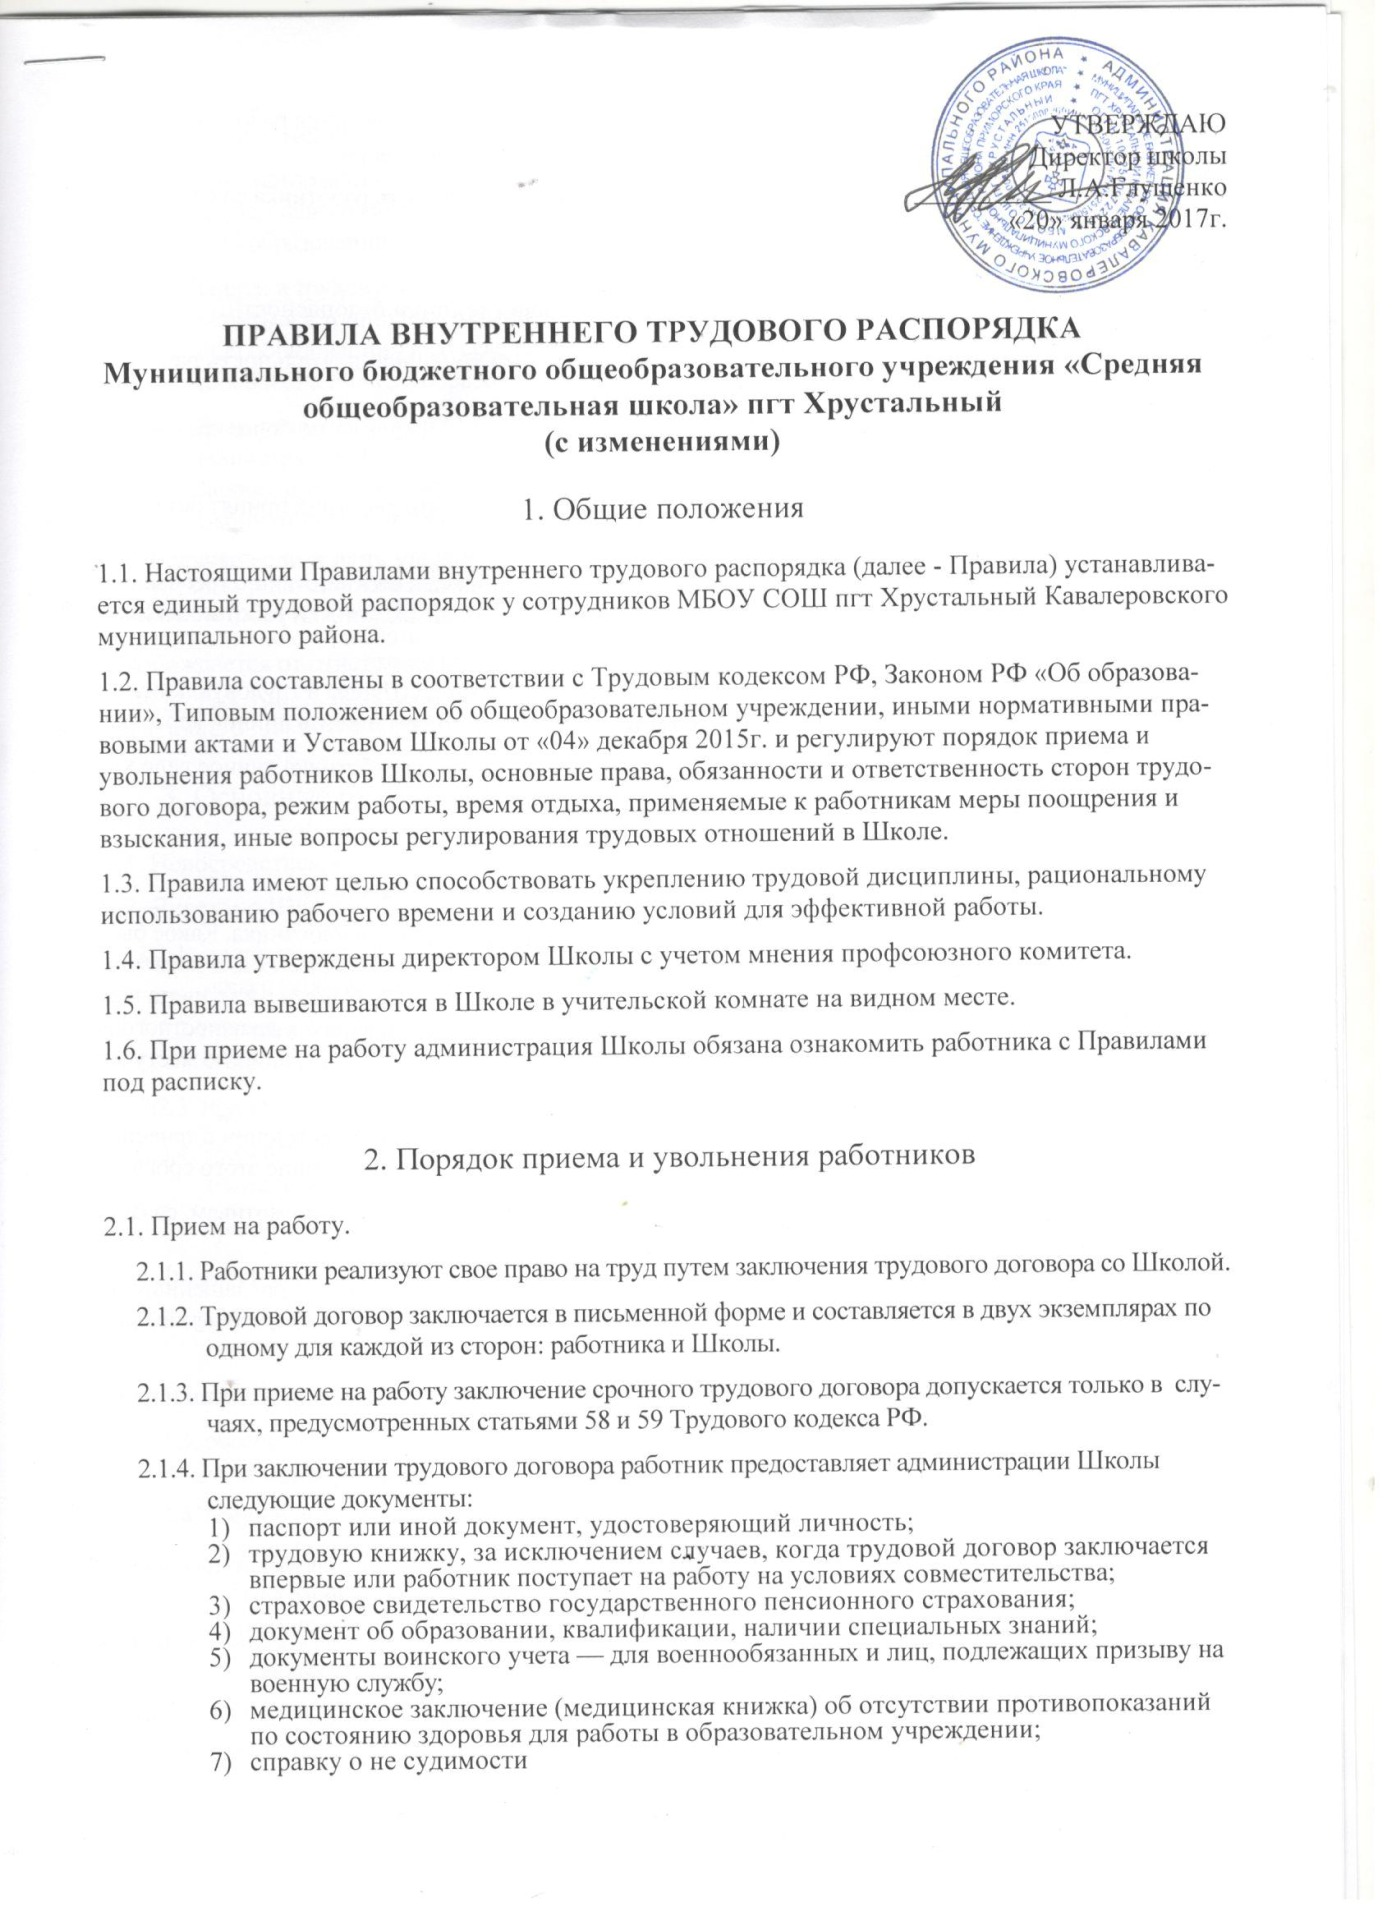 УТВЕРЖДАЮ
Директор школы
Л.А.Глущенко
«20» января 2017г.
АДМИНИСТРАЦИЯ КАВАЛЕРОВСКОГО МУНИЦИПАЛЬНОГО РАЙОНА
ПРАВИЛА ВНУТРЕННЕГО ТРУДОВОГО РАСПОРЯДКА
Муниципального бюджетного общеобразовательного учреждения «Средняя
общеобразовательная школа» пгт Хрустальный
(с изменениями)
1. Общие положения
1.1. Настоящими Правилами внутреннего трудового распорядка (далее - Правила) устанавлива-
ется единый трудовой распорядок у сотрудников МБОУ СОШ пгт Хрустальный Кавалеровского
муниципального района.
1.2. Правила составлены в соответствии с Трудовым кодексом РФ, Законом РФ «Об образова-
нии», Типовым положением об общеобразовательном учреждении, иными нормативными пра-
вовыми актами и Уставом Школы от «04» декабря 2015г. и регулируют порядок приема и
увольнения работников Школы, основные права, обязанности и ответственность сторон трудо-
вого договора, режим работы, время отдыха, применяемые к работникам меры поощрения и
взыскания, иные вопросы регулирования трудовых отношений в Школе.
1.3. Правила имеют целью способствовать укреплению трудовой дисциплины, рациональному
использованию рабочего времени и созданию условий для эффективной работы.
1.4. Правила утверждены директором Школы с учетом мнения профсоюзного комитета.
1.5. Правила вывешиваются в Школе в учительской комнате на видном месте.
1.6. При приеме на работу администрация Школы обязана ознакомить работника с Правилами
под расписку.
2. Порядок приема и увольнения работников
2.1. Прием на работу.
2.1.1. Работники реализуют свое право на труд путем заключения трудового договора со Школой.
2.1.2. Трудовой договор заключается в письменной форме и составляется в двух экземплярах по
одному для каждой из сторон: работника и Школы.
2.1.3. При приеме на работу заключение срочного трудового договора допускается только в слу-
чаях, предусмотренных статьями 58 и 59 Трудового кодекса РФ.
2.1.4. При заключении трудового договора работник предоставляет администрации Школы
следующие документы:
1) паспорт или иной документ, удостоверяющий личность;
2) трудовую книжку, за исключением случаев, когда трудовой договор заключается
впервые или работник поступает на работу на условиях совместительства;
3) страховое свидетельство государственного пенсионного страхования;
4) документ об образовании, квалификации, наличии специальных знаний;
5) документы воинского учета — для военнообязанных и лиц, подлежащих призыву на
военную службу;
6) медицинское заключение (медицинская книжка) об отсутствии противопоказаний
по состоянию здоровья для работы в образовательном учреждении;
7) справку о не судимости